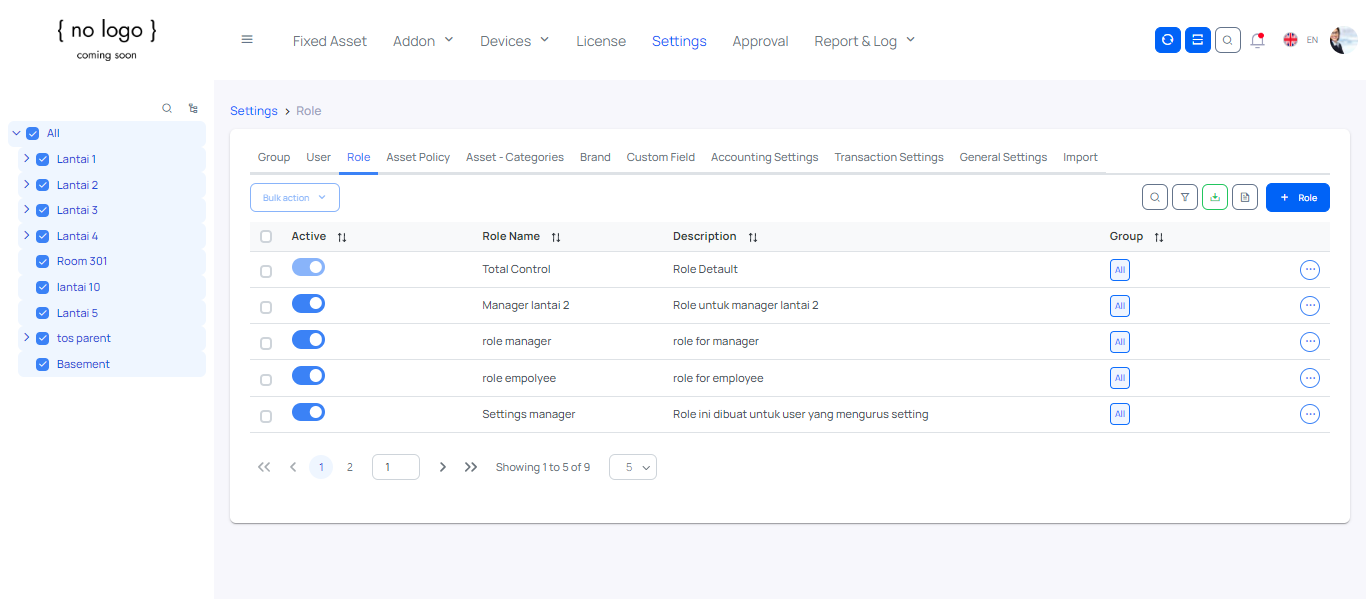 { no logo }
coming soon
Fixed Asset Addon Devices License Settings Approval Report & Log EN
All
Lantai 1
Lantai 2
Lantai 3
Lantai 4
Room 301
lantai 10
Lantai 5
tos parent
Basement
Settings > Role
Group User Role Asset Policy Asset - Categories Brand Custom Field Accounting Settings Transaction Settings General Settings Import
Bulk action + Role
Active Role Name Description Group
Total Control Role Detault All
Manager lantai 2 Role untuk manager lantai 2 All
role manager role for manager All
role empolyee role for employee All
Settings manager Role ini dibuat untuk user yang mengurus setting All
1 2 1 Showing 1 to 5 of 9 5